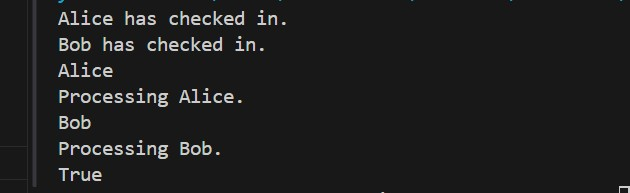 Alice has checked in.
Bob has checked in.
Alice
Processing Alice.
Bob
Processing Bob.
True